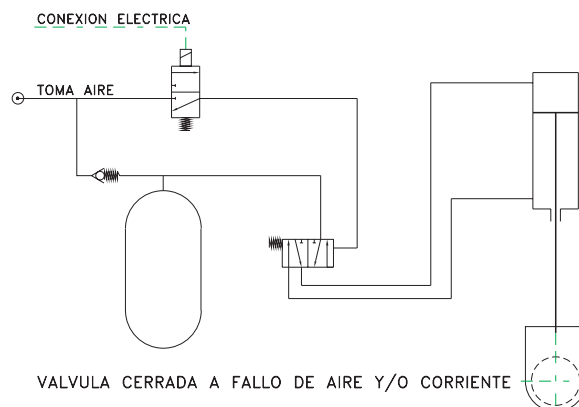 CONEXION ELECTRICA
TOMA AIRE
VALVULA CERRADA A FALLO DE AIRE Y/O CORRIENTE